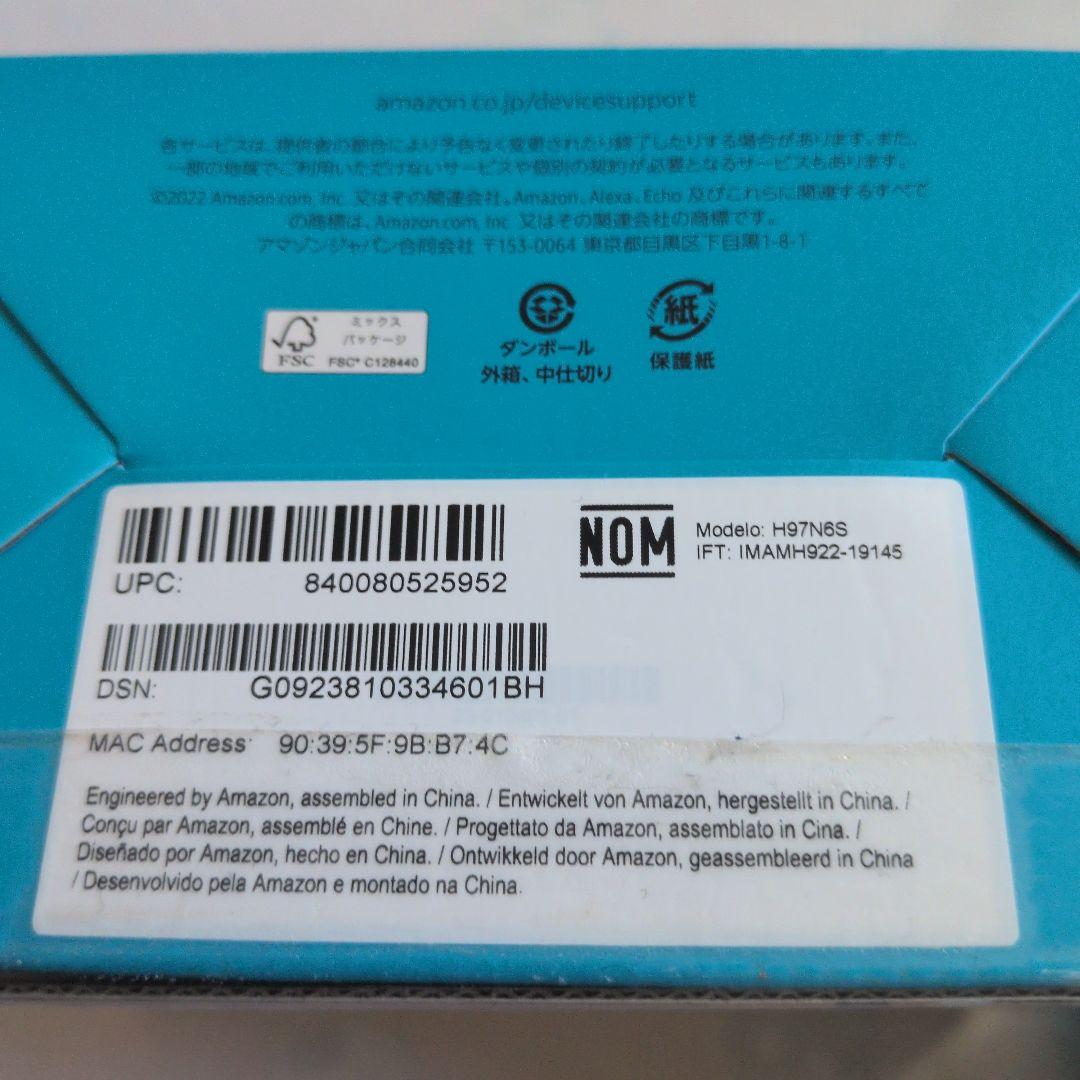 amazon.co.jp/devicesupport
各サービスは、提供者の都合により予告なく変更されたり終了したりする場合があります。また、
一部の地域でご利用いただけないサービスや個別の契約が必要となるサービスもあります。
©2022 Amazon.com, Inc. 又はその関連会社。Amazon、Alexa、Echo 及びこれらに関連するすべて
の商標は、Amazon.com, Inc. 又はその関連会社の商標です。
アマゾンジャパン合同会社 〒153-0064 東京都目黒区下目黒1-8-1
ミックス
パッケージ
FSC
FSC® C128440
ダンボール
外箱、中仕切り
紙
保護紙
UPC: 840080525952
NOM
Modelo: H97N6S
IFT: IMAMH922-19145
DSN: G0923810334601BH
MAC Address: 90:39:5F:9B:B7:4C
Engineered by Amazon, assembled in China. / Entwickelt von Amazon, hergestellt in China. /
Conçu par Amazon, assemblé en Chine. / Progettato da Amazon, assemblato in Cina. /
Diseñado por Amazon, hecho en China. / Ontwikkeld door Amazon, geassembleerd in China
/ Desenvolvido pela Amazon e montado na China.